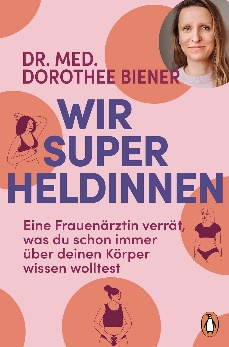 DR. MED.
DOROTHEE BIENER
WIR
SUPER
HELDINNEN
Eine Frauenärztin verrät,
was du schon immer
über deinen Körper
wissen wolltest